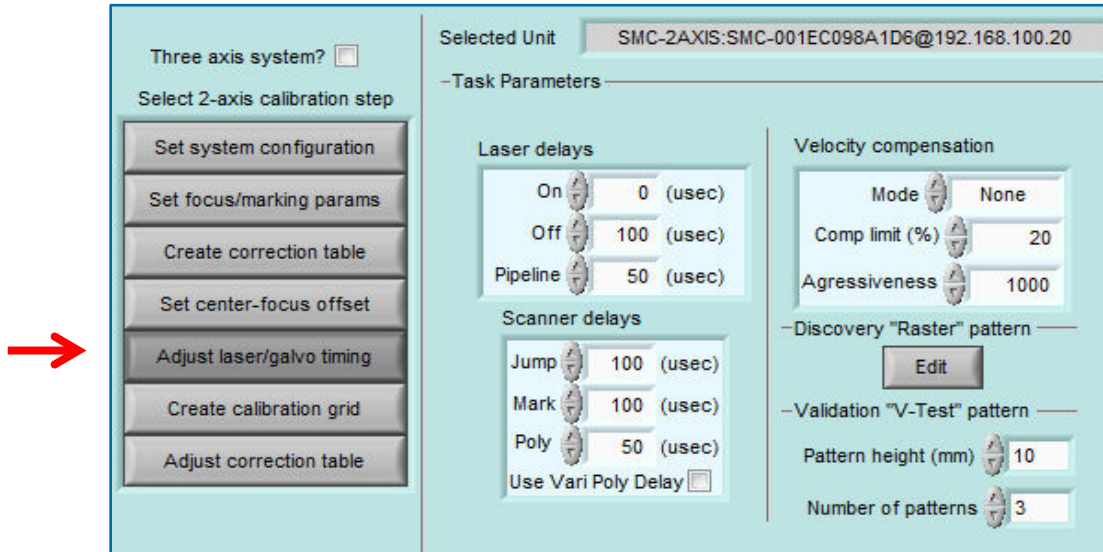 Three axis system?
Select 2-axis calibration step
Set system configuration
Set focus/marking params
Create correction table
Set center-focus offset
Adjust laser/galvo timing
Create calibration grid
Adjust correction table
Selected Unit SMC-2AXIS:SMC-001EC098A1D6@192.168.100.20
Task Parameters
Laser delays
On 0 (usec)
Off 100 (usec)
Pipeline 50 (usec)
Scanner delays
Jump 100 (usec)
Mark 100 (usec)
Poly 50 (usec)
Use Vari Poly Delay
Velocity compensation
Mode None
Comp limit (%) 20
Agressiveness 1000
Discovery "Raster" pattern
Edit
Validation "V-Test" pattern
Pattern height (mm) 10
Number of patterns 3